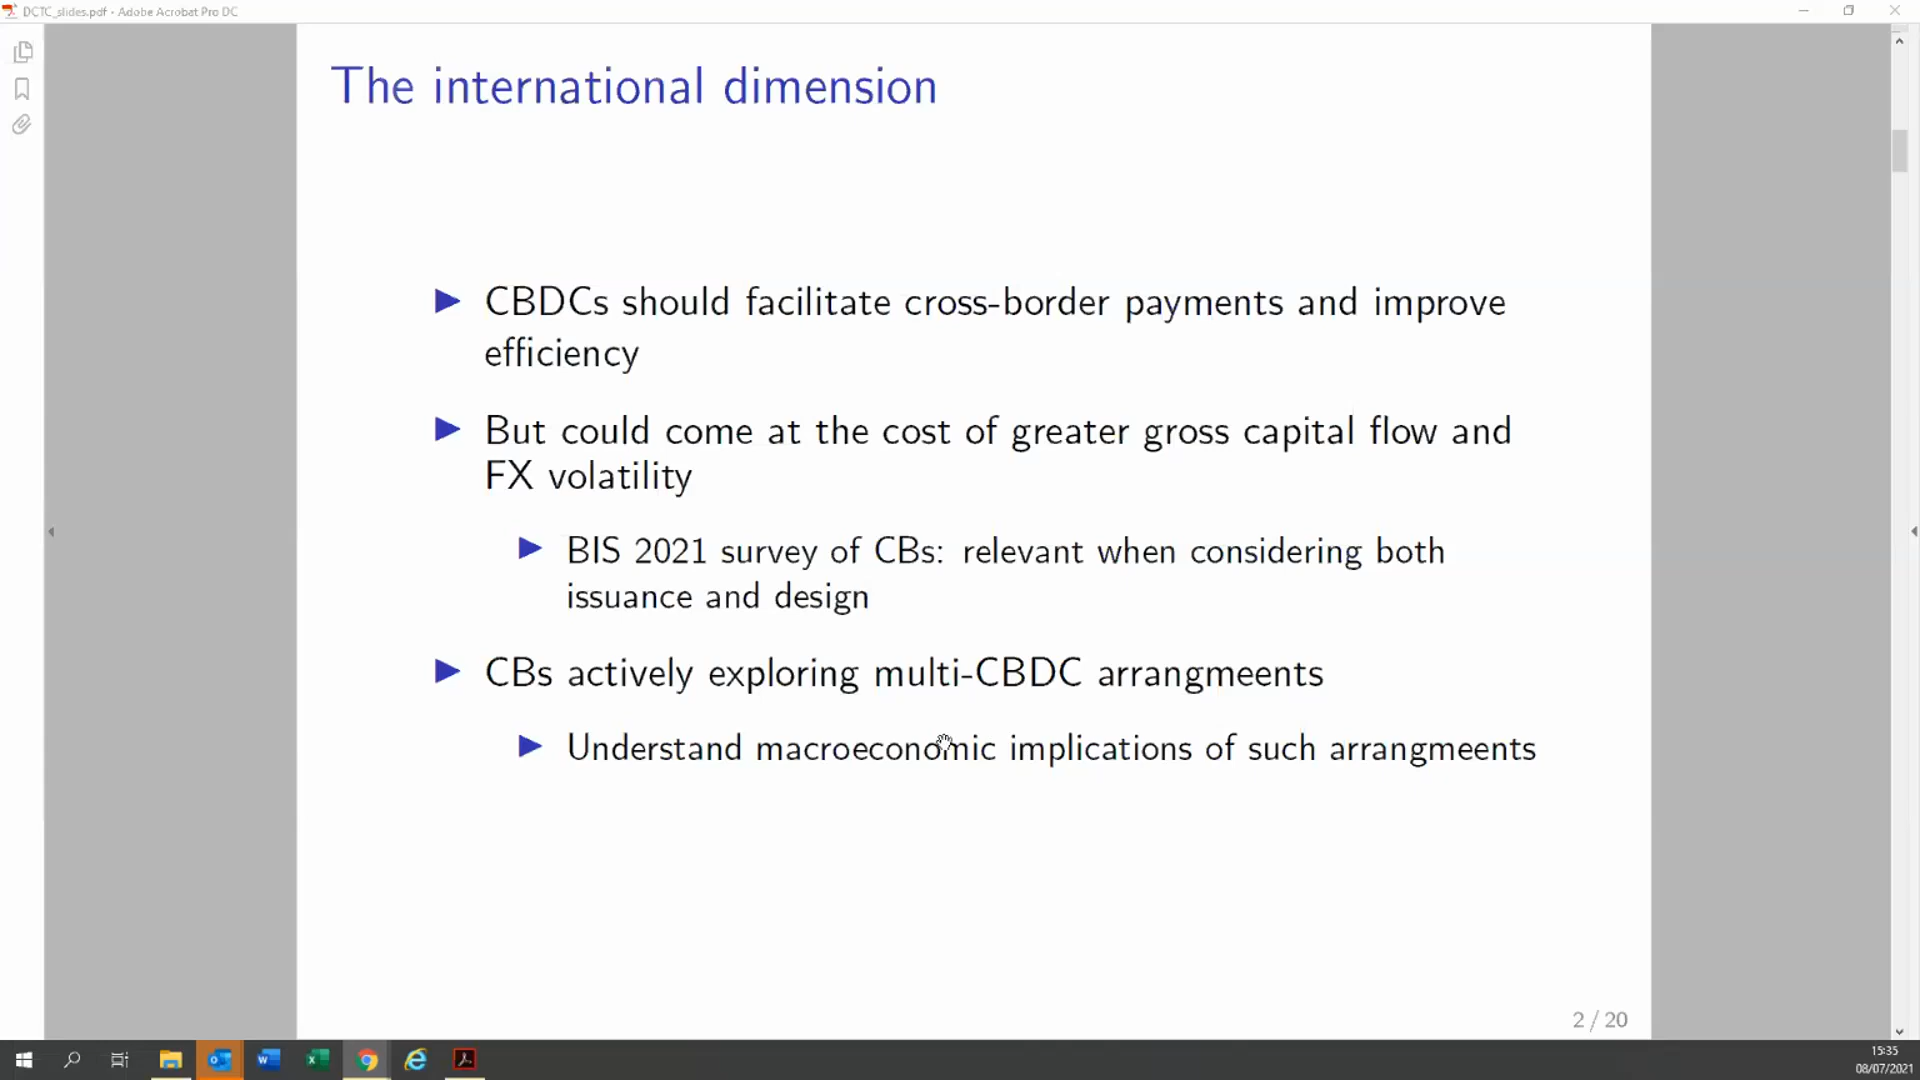 DCTC_slides.pdf - Adobe Acrobat Pro DC
The international dimension
CBDCs should facilitate cross-border payments and improve
efficiency
But could come at the cost of greater gross capital flow and
FX volatility
BIS 2021 survey of CBs: relevant when considering both
issuance and design
CBs actively exploring multi-CBDC arrangmeents
Understand macroeconomic implications of such arrangmeents
2 / 20
15:35
08/07/2021